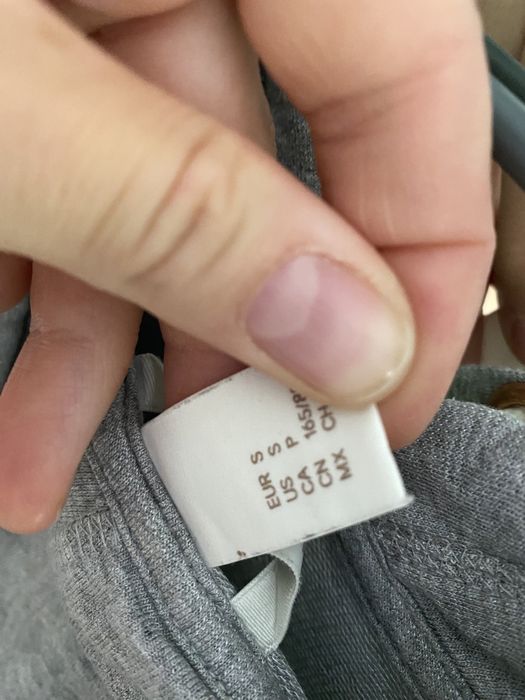 EUR S
US S
CA P
CN 165/
MX CH